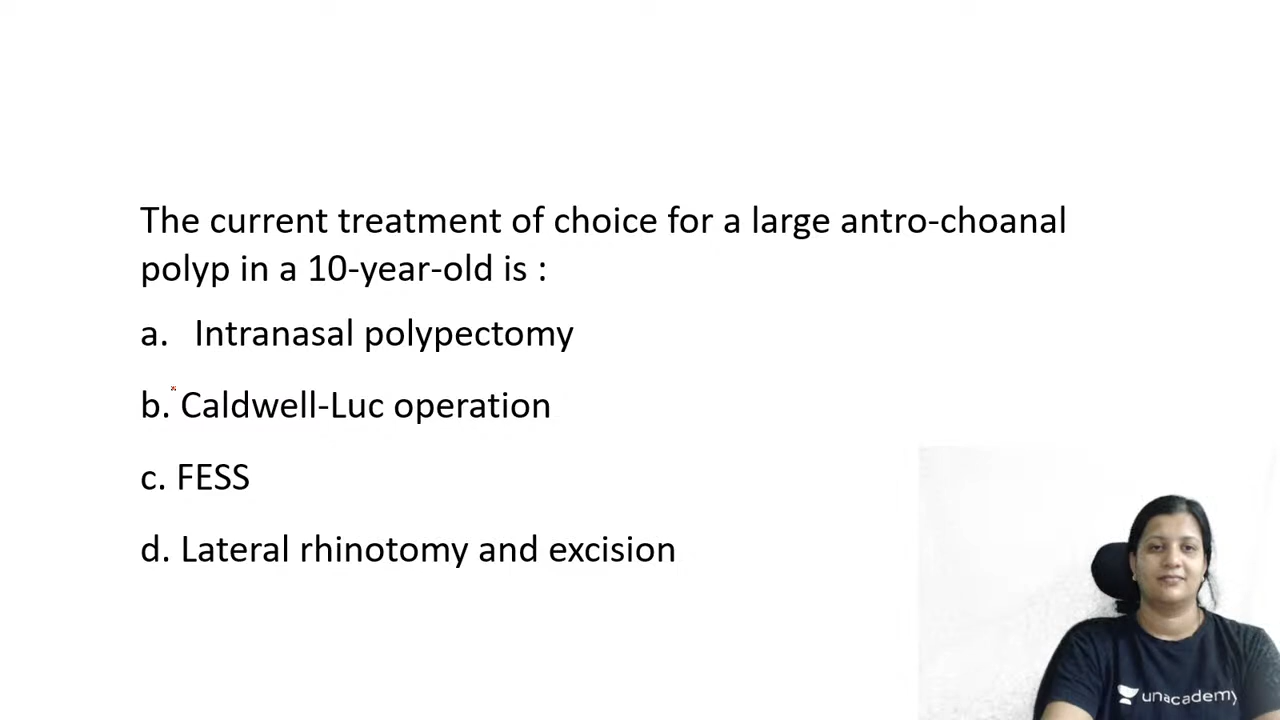 The current treatment of choice for a large antro-choanal
polyp in a 10-year-old is :
a. Intranasal polypectomy
b. Caldwell-Luc operation
c. FESS
d. Lateral rhinotomy and excision
unacademy